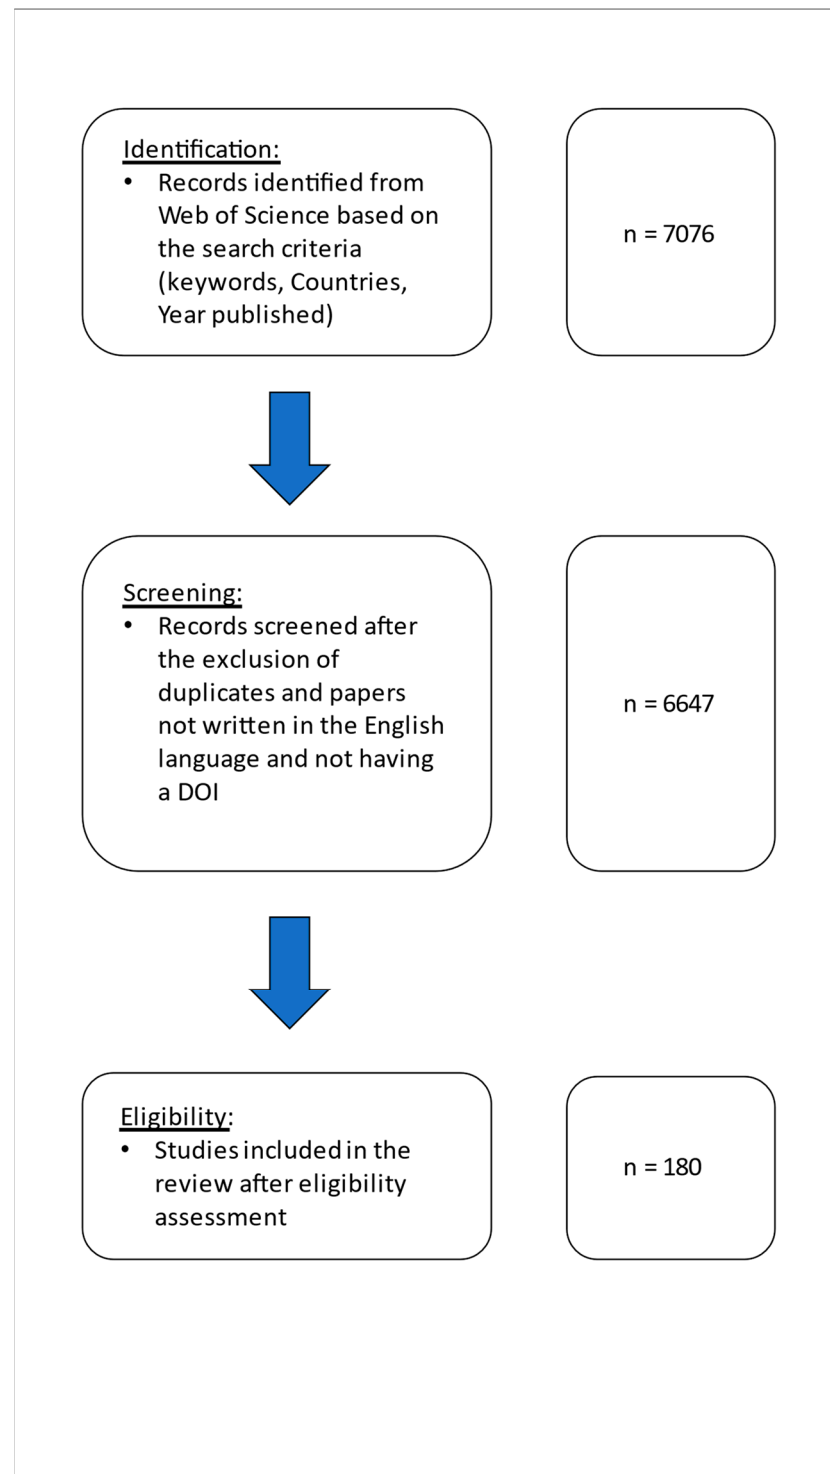 Identification:
• Records identified from
Web of Science based on
the search criteria
(keywords, Countries,
Year published)
n = 7076
Screening:
• Records screened after
the exclusion of
duplicates and papers
not written in the English
language and not having
a DOI
n = 6647
Eligibility:
• Studies included in the
review after eligibility
assessment
n = 180